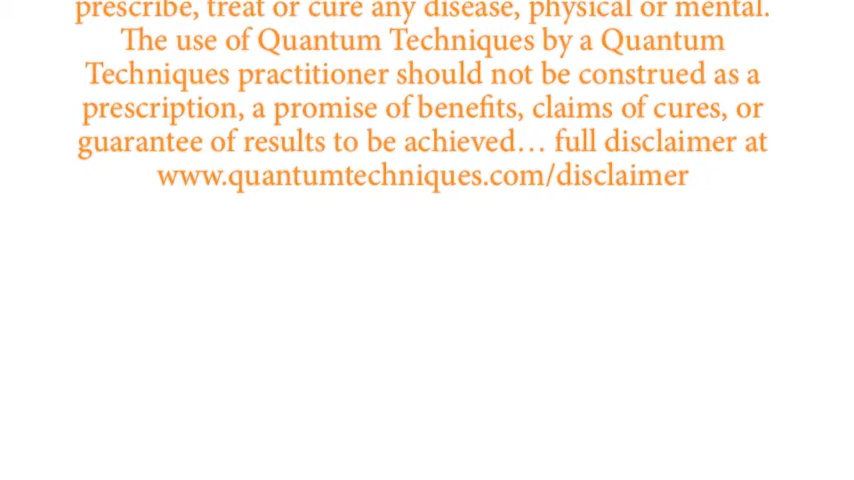 prescribe, treat or cure any disease, physical or mental.
The use of Quantum Techniques by a Quantum
Techniques practitioner should not be construed as a
prescription, a promise of benefits, claims of cures, or
guarantee of results to be achieved… full disclaimer at
www.quantumtechniques.com/disclaimer